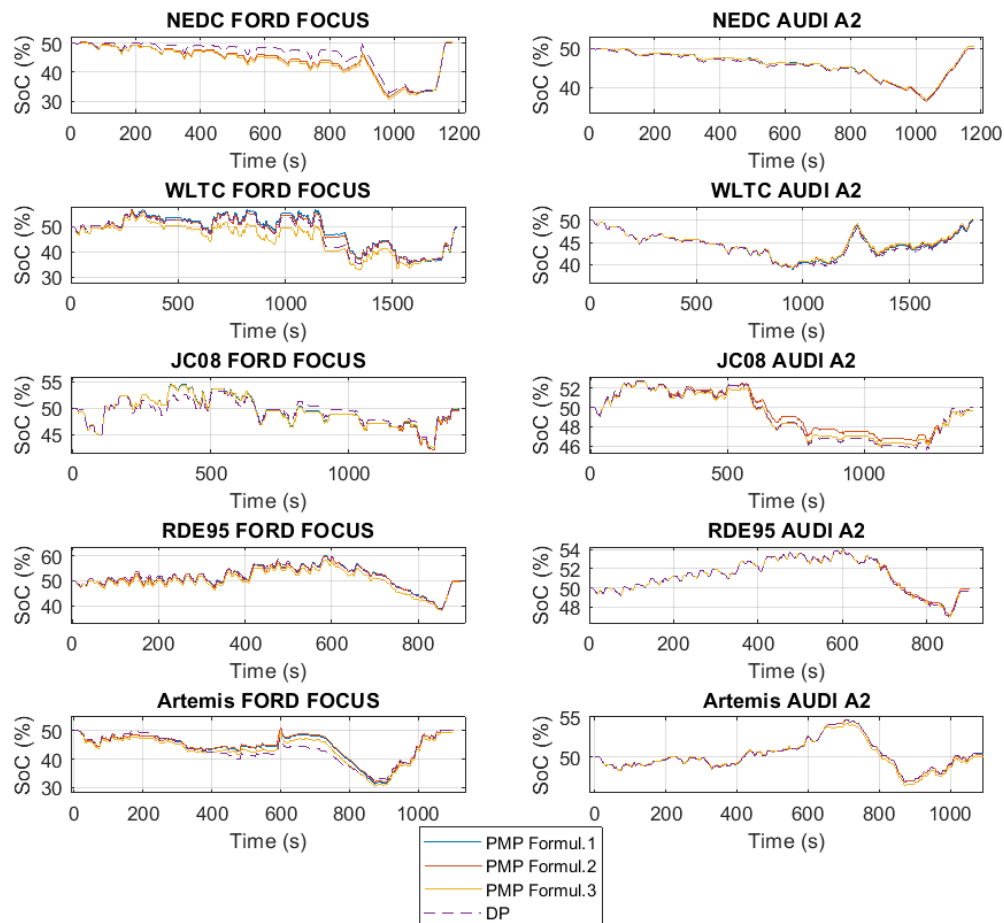 NEDC FORD FOCUS
SoC (%)
50
40
30
0 200 400 600 800 1000 1200
Time (s)
NEDC AUDI A2
SoC (%)
50
40
0 200 400 600 800 1000 1200
Time (s)
WLTC FORD FOCUS
SoC (%)
50
40
30
0 500 1000 1500
Time (s)
WLTC AUDI A2
SoC (%)
50
45
40
0 500 1000 1500
Time (s)
JC08 FORD FOCUS
SoC (%)
55
50
45
0 500 1000
Time (s)
JC08 AUDI A2
SoC (%)
52
50
48
46
0 500 1000
Time (s)
RDE95 FORD FOCUS
SoC (%)
60
50
40
0 200 400 600 800
Time (s)
RDE95 AUDI A2
SoC (%)
54
52
50
48
0 200 400 600 800
Time (s)
Artemis FORD FOCUS
SoC (%)
50
40
30
0 200 400 600 800 1000
Time (s)
Artemis AUDI A2
SoC (%)
55
50
0 200 400 600 800 1000
Time (s)
PMP Formul.1
PMP Formul.2
PMP Formul.3
DP